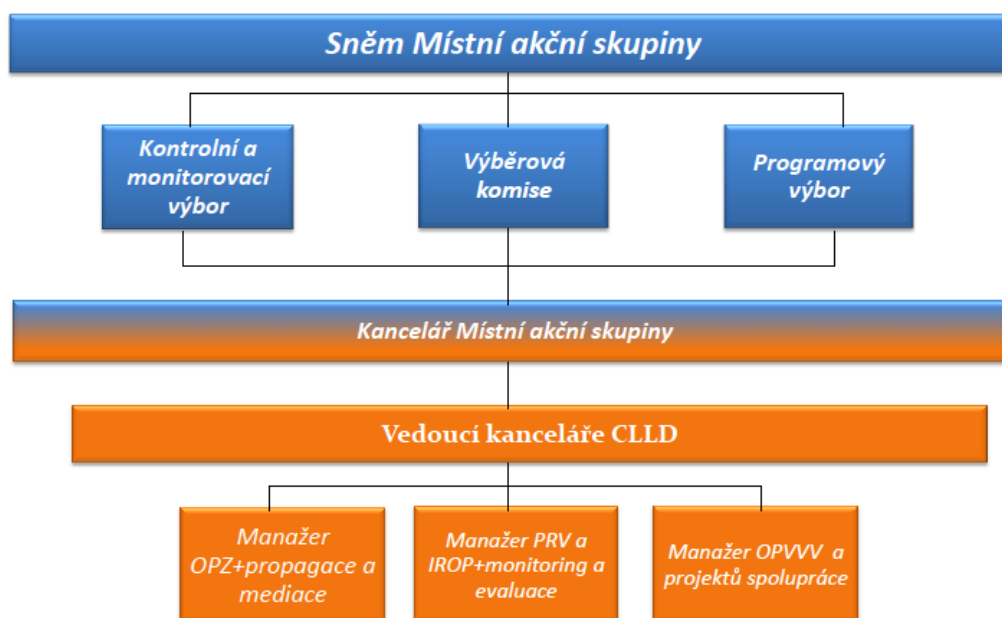 Sněm Místní akční skupiny
Kontrolní a
monitorovací
výbor
Výběrová
komise
Programový
výbor
Kancelář Místní akční skupiny
Vedoucí kanceláře CLLD
Manažer
OPZ+propagace a
mediace
Manažer PRV a
IROP+monitoring a
evaluace
Manažer OPVVV a
projektů spolupráce